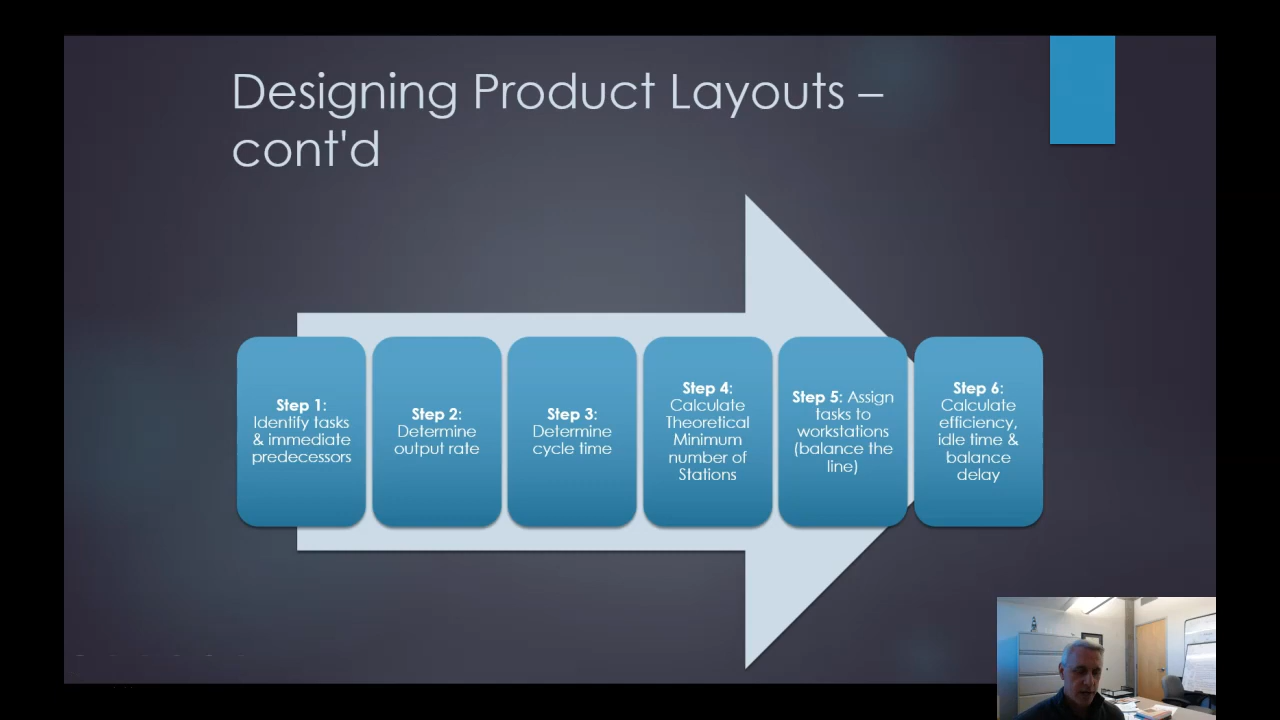 Designing Product Layouts –
cont'd
Step 1:
Identify tasks
& immediate
predecessors
Step 2:
Determine
output rate
Step 3:
Determine
cycle time
Step 4:
Calculate
Theoretical
Minimum
number of
Stations
Step 5: Assign
tasks to
workstations
(balance the
line)
Step 6:
Calculate
efficiency,
idle time &
balance
delay